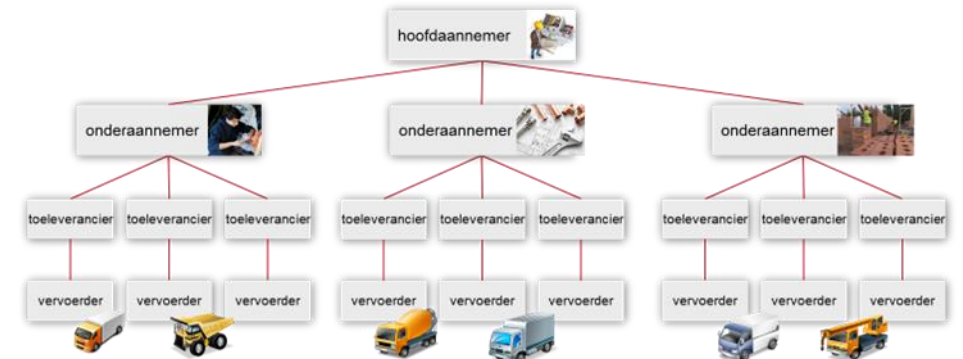 hoofdaannemer
onderaannemer onderaannemer onderaannemer
toeleverancier toeleverancier toeleverancier toeleverancier toeleverancier toeleverancier toeleverancier toeleverancier toeleverancier
vervoerder vervoerder vervoerder vervoerder vervoerder vervoerder vervoerder vervoerder vervoerder